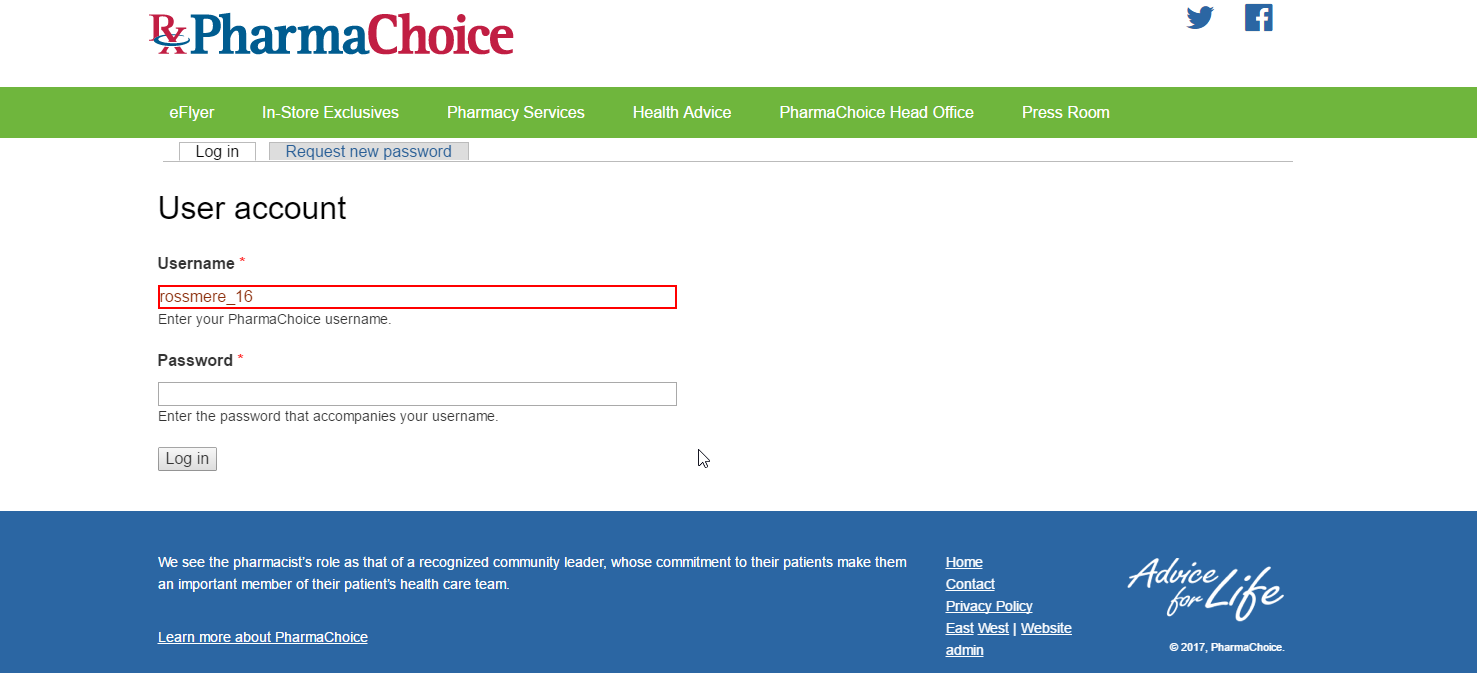 RxPharmaChoice
eFlyer In-Store Exclusives Pharmacy Services Health Advice PharmaChoice Head Office Press Room
Log in Request new password
User account
Username *
rossmere_16
Enter your PharmaChoice username.
Password *
Enter the password that accompanies your username.
Log in
We see the pharmacist’s role as that of a recognized community leader, whose commitment to their patients make them
an important member of their patient’s health care team.
Learn more about PharmaChoice
Home
Contact
Privacy Policy
East West | Website
admin
Advice
for Life
© 2017, PharmaChoice.